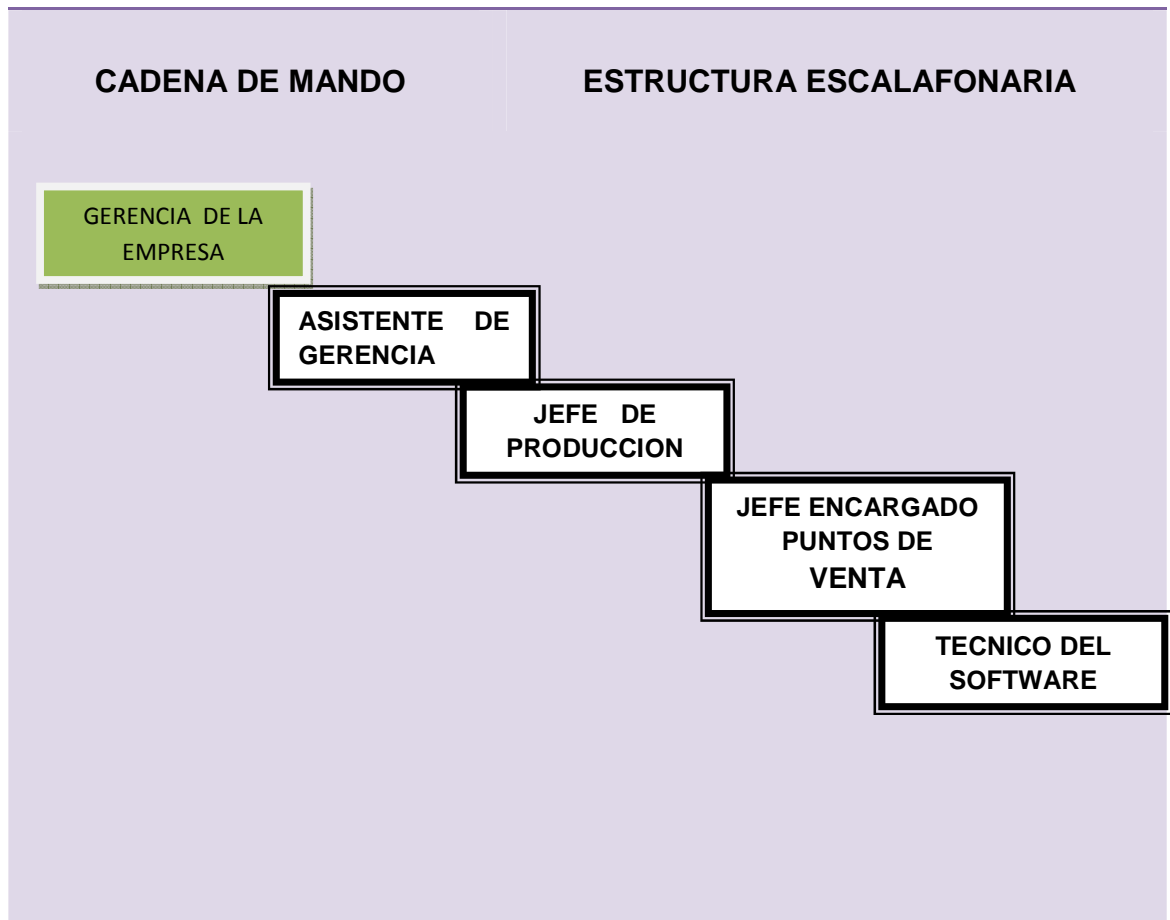 CADENA DE MANDO
ESTRUCTURA ESCALAFONARIA
GERENCIA DE LA
EMPRESA
ASISTENTE DE
GERENCIA
JEFE DE
PRODUCCION
JEFE ENCARGADO
PUNTOS DE
VENTA
TECNICO DEL
SOFTWARE